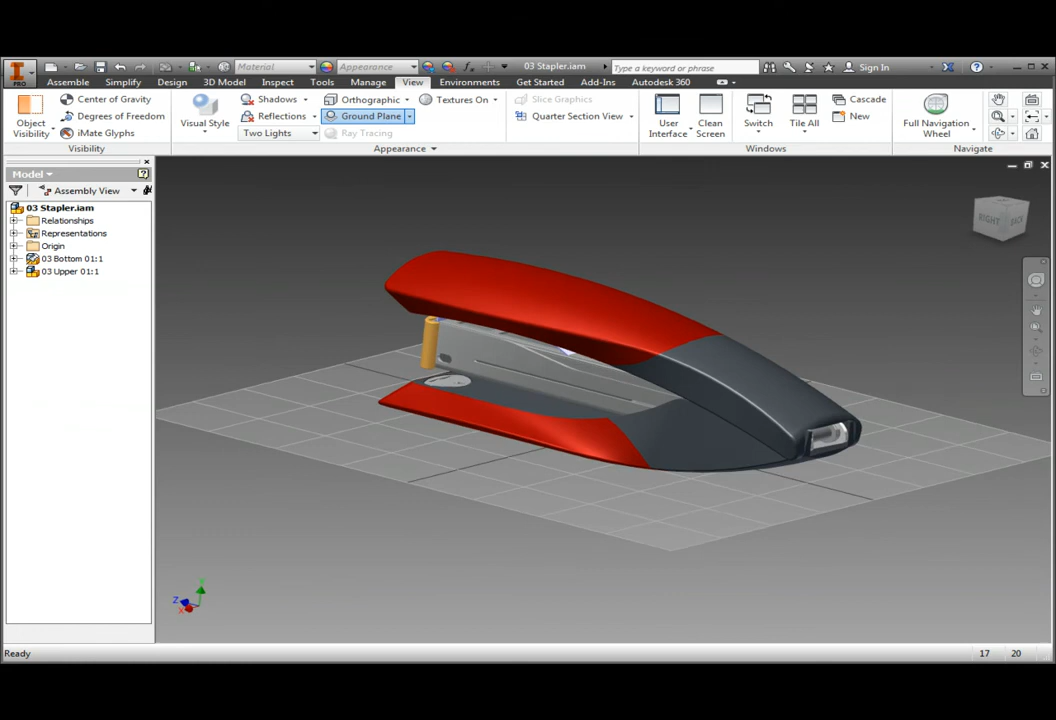 PRO Material Appearance 03 Stapler.iam Type a keyword or phrase Sign In
Assemble Simplify Design 3D Model Inspect Tools Manage View Environments Get Started Add-Ins Autodesk 360
Object Visibility
Center of Gravity
Degrees of Freedom
iMate Glyphs
Visibility
Visual Style
Shadows
Reflections
Two Lights
Orthographic
Ground Plane
Ray Tracing
Textures On
Slice Graphics
Quarter Section View
Appearance
User Interface
Clean Screen
Switch
Tile All
Cascade
New
Windows
Full Navigation Wheel
Navigate
Model
Assembly View
03 Stapler.iam
Relationships
Representations
Origin
03 Bottom 01:1
03 Upper 01:1
RIGHT BACK
Y
Z
X
Ready 17 20